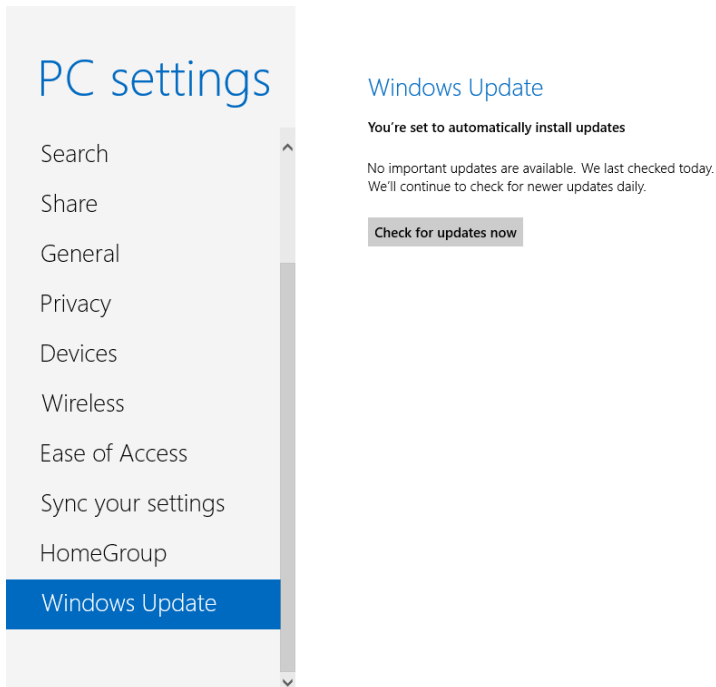 PC settings
Search
Share
General
Privacy
Devices
Wireless
Ease of Access
Sync your settings
HomeGroup
Windows Update
Windows Update
You're set to automatically install updates
No important updates are available. We last checked today.
We'll continue to check for newer updates daily.
Check for updates now